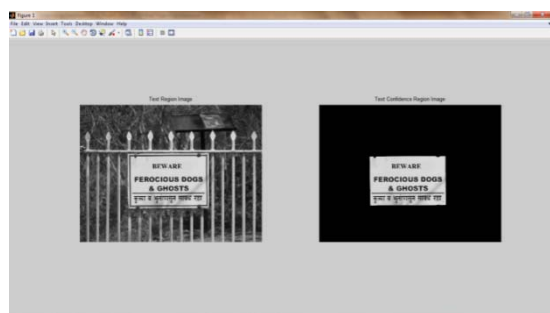 Figure 1
File Edit View Insert Tools Desktop Window Help
Text Region Image
Text Confidence Region Image
BEWARE
FEROCIOUS DOGS
& GHOSTS
BEWARE
FEROCIOUS DOGS
& GHOSTS